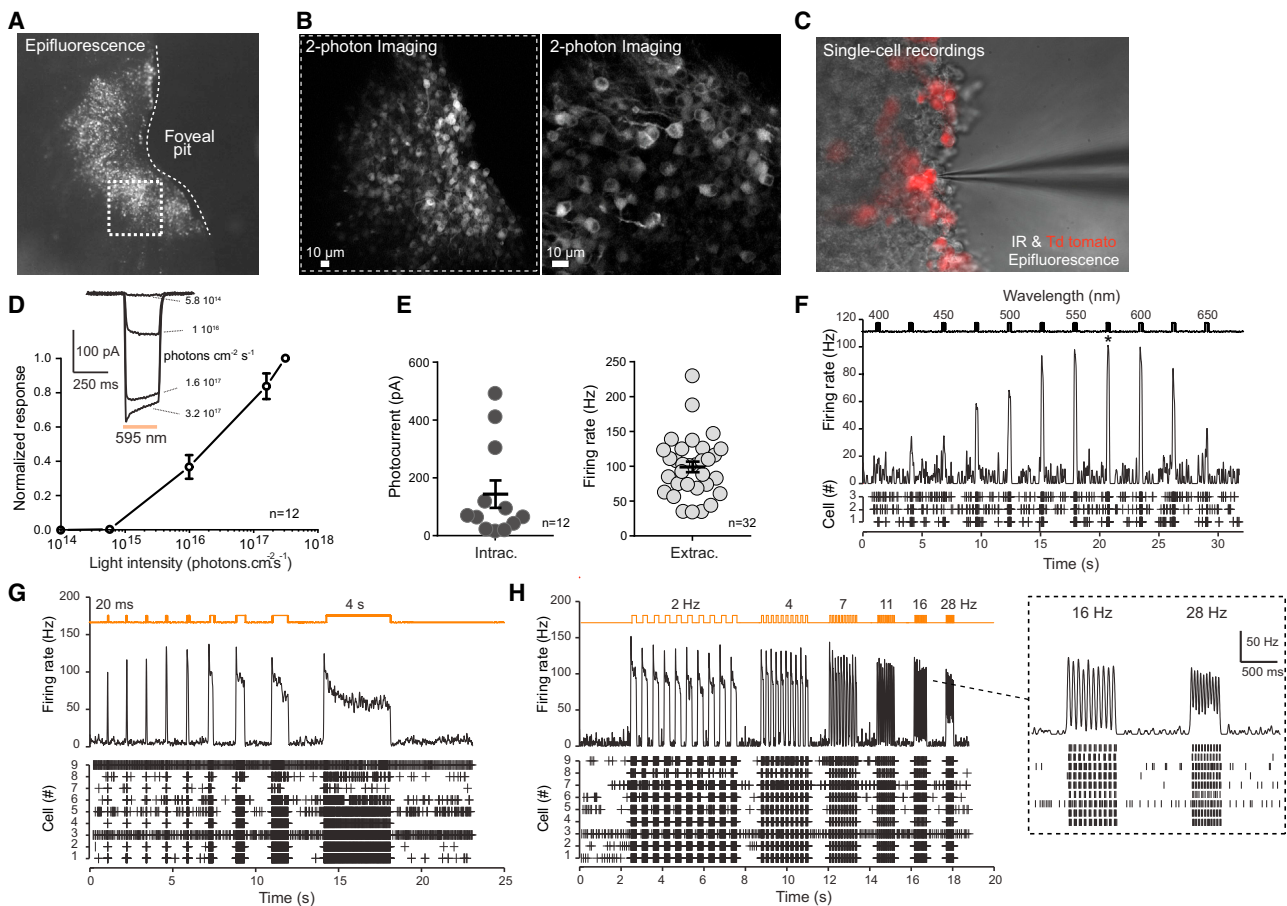 A
Epifluorescence
Foveal
pit
B
2-photon Imaging
10 µm
2-photon Imaging
10 µm
C
Single-cell recordings
IR & Td tomato
Epifluorescence
D
5.8 10¹⁴
1 10¹⁶
photons cm⁻² s⁻¹
1.6 10¹⁷
3.2 10¹⁷
100 pA
250 ms
595 nm
Normalized response
1.0
0.8
0.6
0.4
0.2
0.0
n=12
10¹⁴ 10¹⁵ 10¹⁶ 10¹⁷ 10¹⁸
Light intensity (photons.cm⁻²s⁻¹)
E
Photocurrent (pA)
600
400
200
0
n=12
Intrac.
Firing rate (Hz)
250
200
150
100
50
0
n=32
Extrac.
F
Wavelength (nm)
400 450 500 550 600 650
*
Firing rate (Hz)
120
100
80
60
40
20
0
Cell (#)
3
2
1
0 5 10 15 20 25 30
Time (s)
G
20 ms
4 s
Firing rate (Hz)
200
150
100
50
0
Cell (#)
9
8
7
6
5
4
3
2
1
0 5 10 15 20 25
Time (s)
H
2 Hz 4 7 11 16 28 Hz
Firing rate (Hz)
200
150
100
50
0
Cell (#)
9
8
7
6
5
4
3
2
1
0 2 4 6 8 10 12 14 16 18 20
Time (s)
16 Hz 28 Hz
50 Hz
500 ms